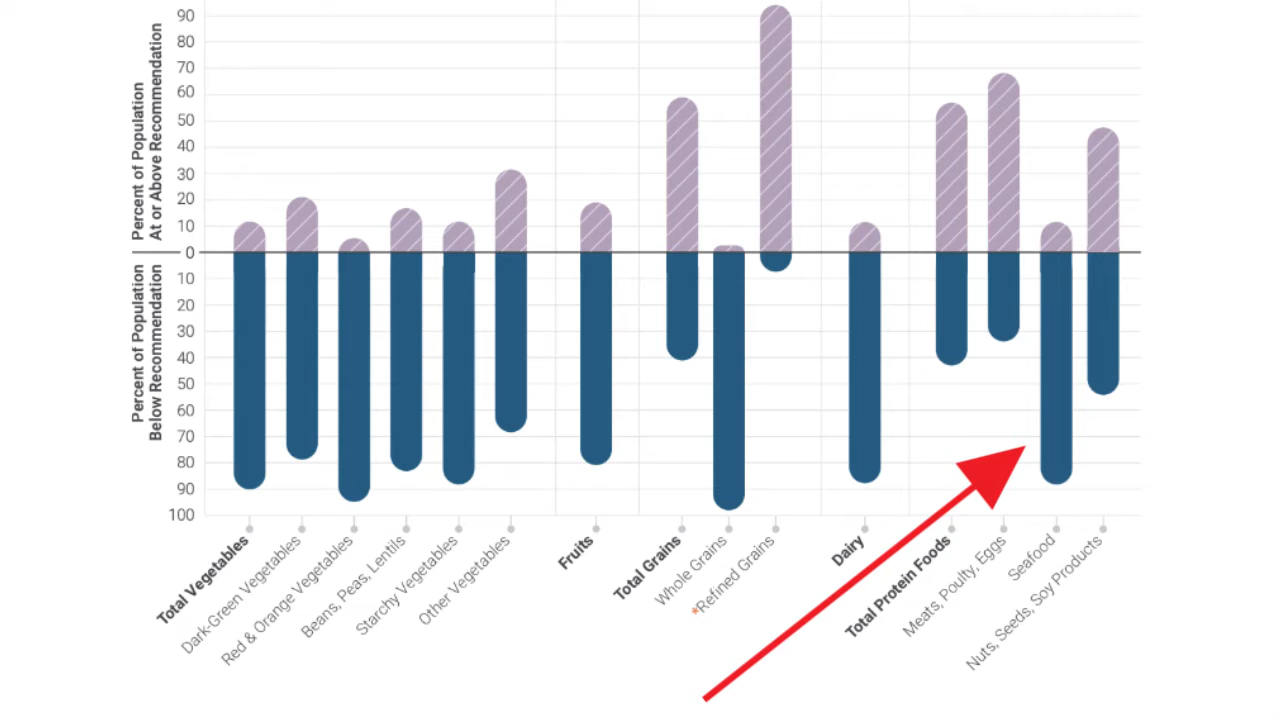 Percent of Population
At or Above Recommendation
90
80
70
60
50
40
30
20
10
0
Percent of Population
Below Recommendation
10
20
30
40
50
60
70
80
90
100
Total Vegetables
Dark-Green Vegetables
Red & Orange Vegetables
Beans, Peas, Lentils
Starchy Vegetables
Other Vegetables
Fruits
Total Grains
Whole Grains
*Refined Grains
Dairy
Total Protein Foods
Meats, Poulty, Eggs
Seafood
Nuts, Seeds, Soy Products